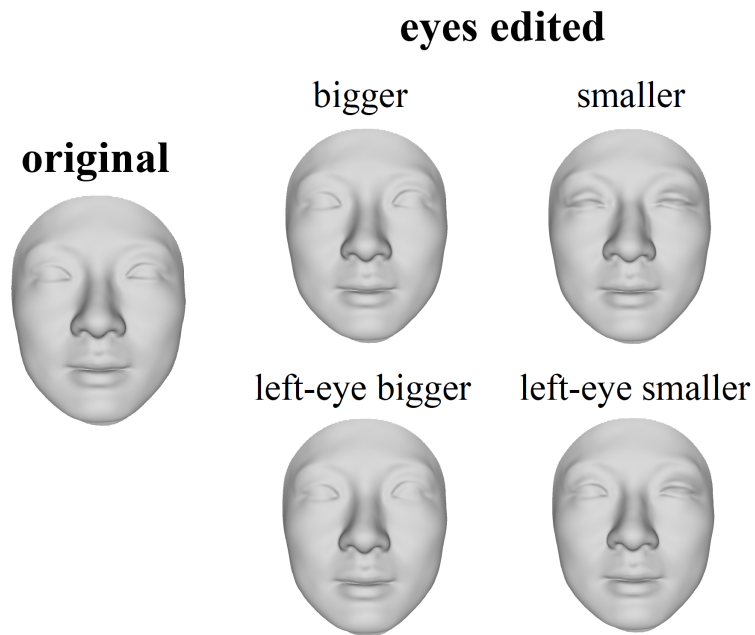 eyes edited
bigger
smaller
original
left-eye bigger
left-eye smaller